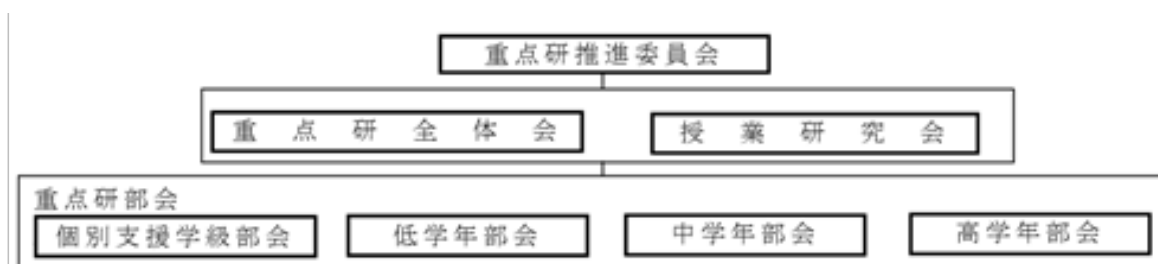 重点研推進委員会
重点研全体会 授業研究会
重点研部会
個別支援学級部会 低学年部会 中学年部会 高学年部会